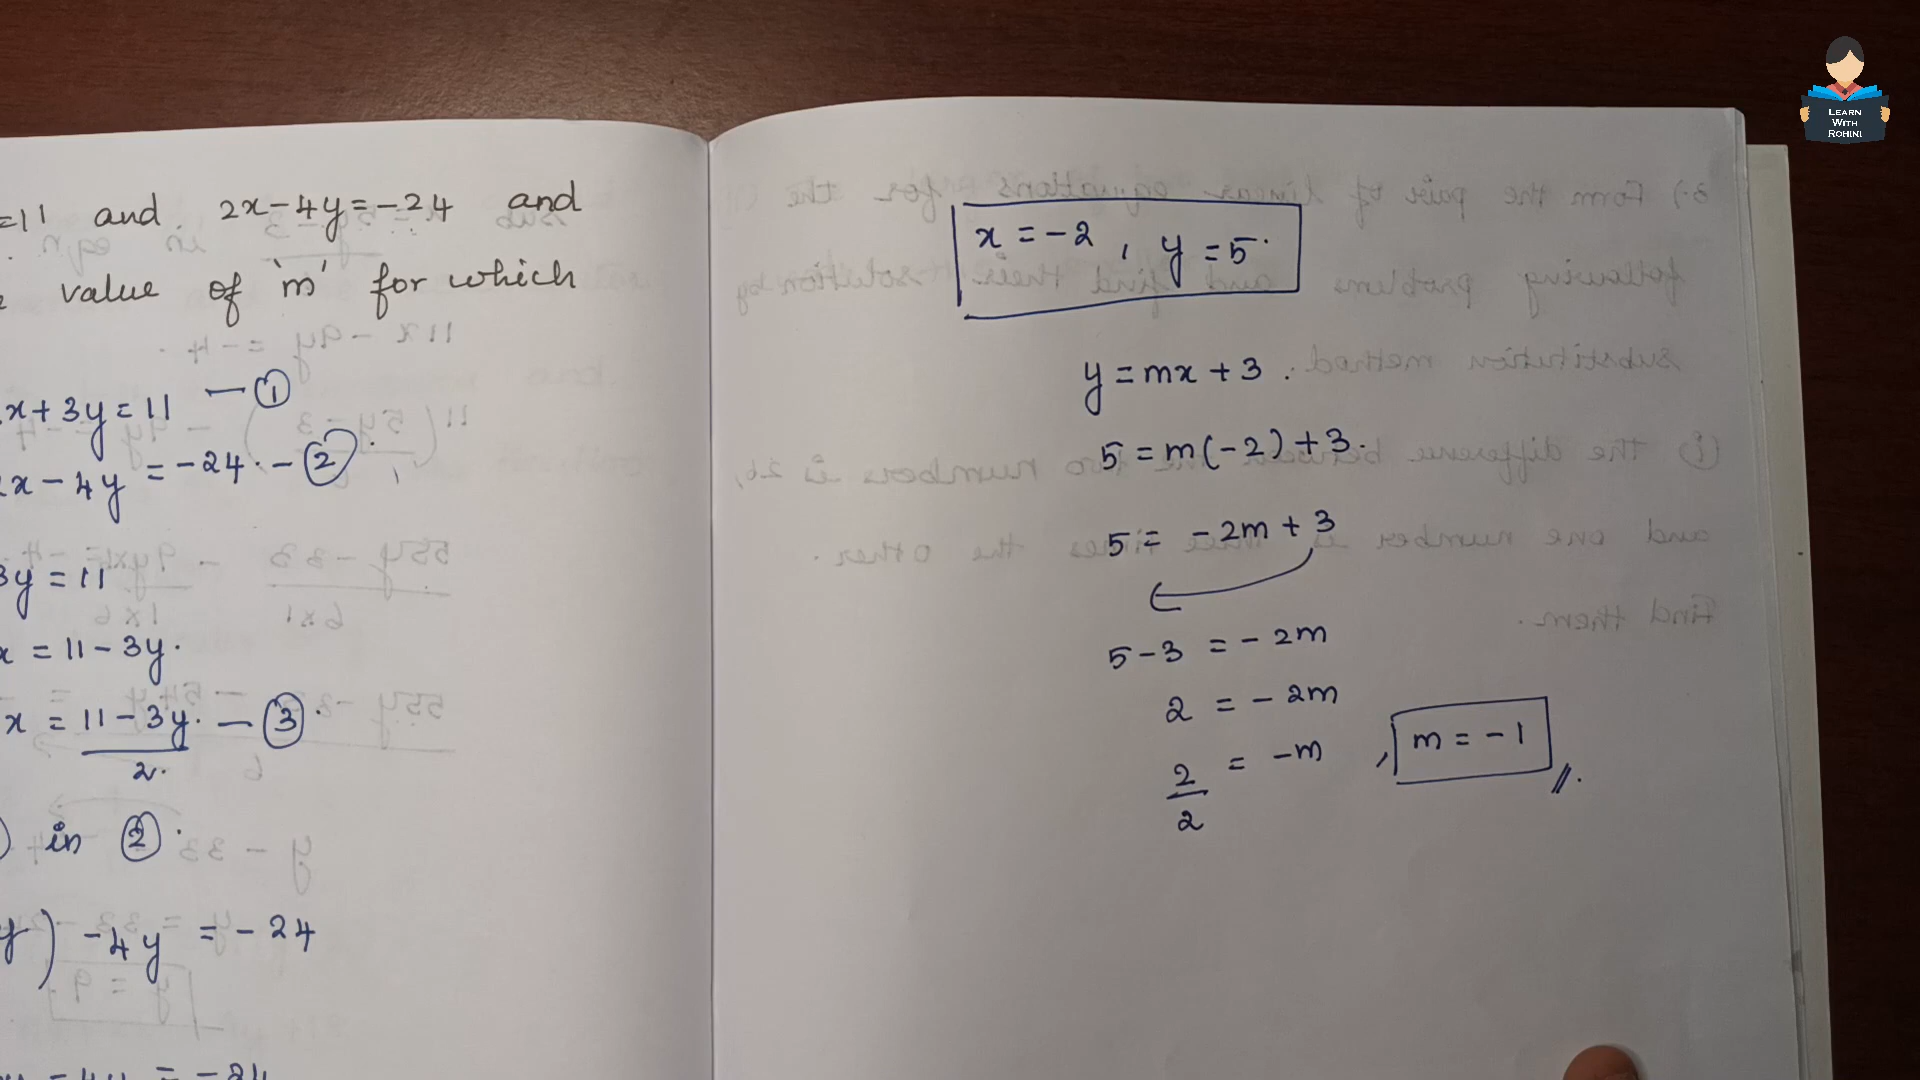 =11 and 2x-4y=-24 and
value of 'm' for which
x+3y=11 — ①
x-4y=-24. - ②
3y=11
x = 11-3y.
x = 11-3y. — ③
2.
in ②.
y) -4y = -24
= -24
x = -2, y = 5.
y = mx + 3.
5 = m(-2)+3.
5 = -2m + 3
5-3 = -2m
2 = -2m
2/2 = -m, m = -1 //.
LEARN
WITH
ROHINI